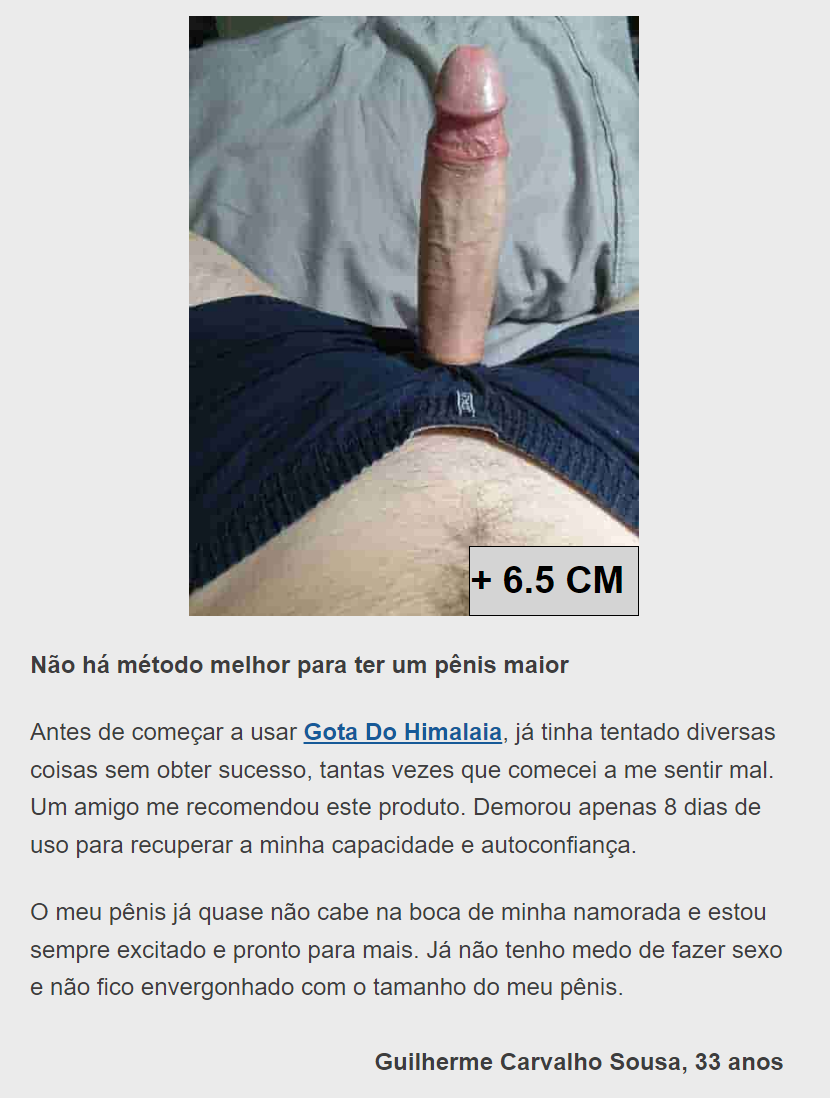 + 6.5 CM
Não há método melhor para ter um pênis maior
Antes de começar a usar Gota Do Himalaia, já tinha tentado diversas
coisas sem obter sucesso, tantas vezes que comecei a me sentir mal.
Um amigo me recomendou este produto. Demorou apenas 8 dias de
uso para recuperar a minha capacidade e autoconfiança.
O meu pênis já quase não cabe na boca de minha namorada e estou
sempre excitado e pronto para mais. Já não tenho medo de fazer sexo
e não fico envergonhado com o tamanho do meu pênis.
Guilherme Carvalho Sousa, 33 anos